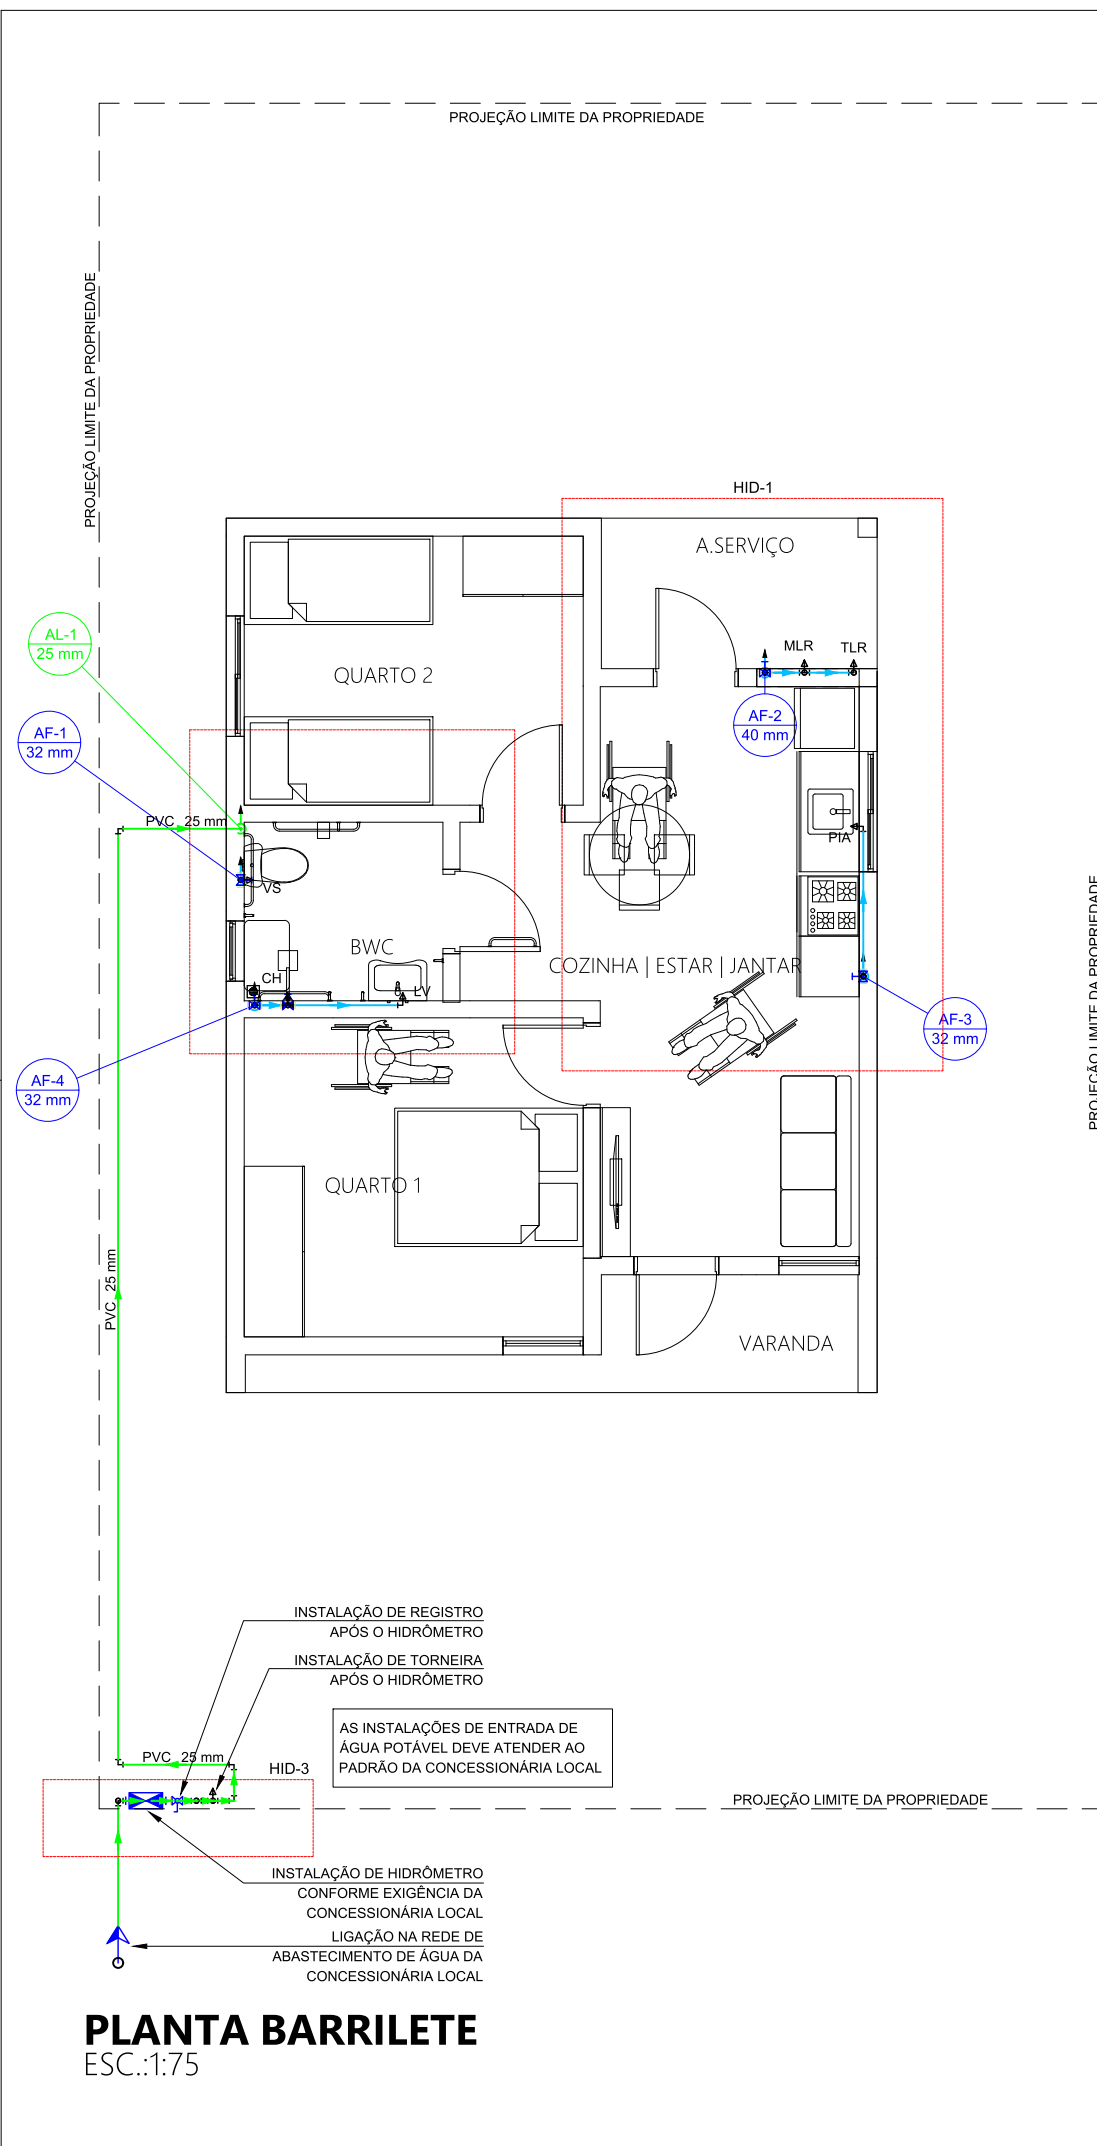 PROJEÇÃO LIMITE DA PROPRIEDADE
PROJEÇÃO LIMITE DA PROPRIEDADE
HID-1
A.SERVIÇO
AL-1
25 mm
QUARTO 2
MLR
TLR
AF-1
32 mm
AF-2
40 mm
PVC 25 mm
PIA
VS
BWC
COZINHA | ESTAR | JANTAR
CH
LV
AF-3
32 mm
PROJEÇÃO LIMITE DA PROPRIEDADE
AF-4
32 mm
QUARTO 1
PVC 25 mm
VARANDA
INSTALAÇÃO DE REGISTRO
APÓS O HIDRÔMETRO
INSTALAÇÃO DE TORNEIRA
APÓS O HIDRÔMETRO
AS INSTALAÇÕES DE ENTRADA DE
ÁGUA POTÁVEL DEVE ATENDER AO
PADRÃO DA CONCESSIONÁRIA LOCAL
PVC 25 mm
HID-3
PROJEÇÃO LIMITE DA PROPRIEDADE
INSTALAÇÃO DE HIDRÔMETRO
CONFORME EXIGÊNCIA DA
CONCESSIONÁRIA LOCAL
LIGAÇÃO NA REDE DE
ABASTECIMENTO DE ÁGUA DA
CONCESSIONÁRIA LOCAL
PLANTA BARRILETE
ESC.:1:75